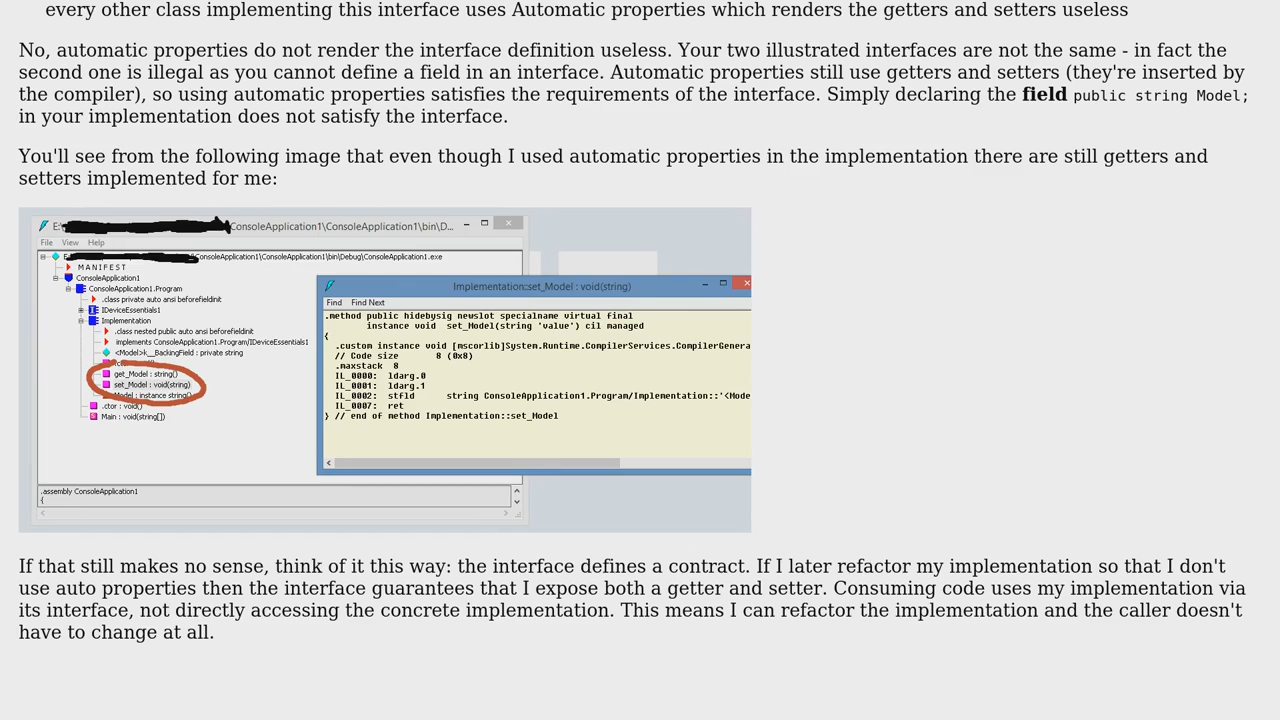 every other class implementing this interface uses Automatic properties which renders the getters and setters useless
No, automatic properties do not render the interface definition useless. Your two illustrated interfaces are not the same - in fact the
second one is illegal as you cannot define a field in an interface. Automatic properties still use getters and setters (they're inserted by
the compiler), so using automatic properties satisfies the requirements of the interface. Simply declaring the field public string Model;
in your implementation does not satisfy the interface.
You'll see from the following image that even though I used automatic properties in the implementation there are still getters and
setters implemented for me:
E:\ ConsoleApplication1\ConsoleApplication1\bin\D...
File View Help
ConsoleApplication1\ConsoleApplication1\bin\Debug\ConsoleApplication1.exe
MANIFEST
ConsoleApplication1
ConsoleApplication1.Program
.class private auto ansi beforefieldinit
IDeviceEssentials1
Implementation
.class nested public auto ansi beforefieldinit
implements ConsoleApplication1.Program/IDeviceEssentials1
<Model>k__BackingField : private string
get_Model : string()
set_Model : void(string)
Model : instance string()
.ctor : void()
Main : void(string[])
.assembly ConsoleApplication1
{
Implementation::set_Model : void(string)
Find Find Next
.method public hidebysig newslot specialname virtual final
instance void set_Model(string 'value') cil managed
{
.custom instance void [mscorlib]System.Runtime.CompilerServices.CompilerGenera
// Code size 8 (0x8)
.maxstack 8
IL_0000: ldarg.0
IL_0001: ldarg.1
IL_0002: stfld string ConsoleApplication1.Program/Implementation::'<Mode
IL_0007: ret
} // end of method Implementation::set_Model
If that still makes no sense, think of it this way: the interface defines a contract. If I later refactor my implementation so that I don't
use auto properties then the interface guarantees that I expose both a getter and setter. Consuming code uses my implementation via
its interface, not directly accessing the concrete implementation. This means I can refactor the implementation and the caller doesn't
have to change at all.